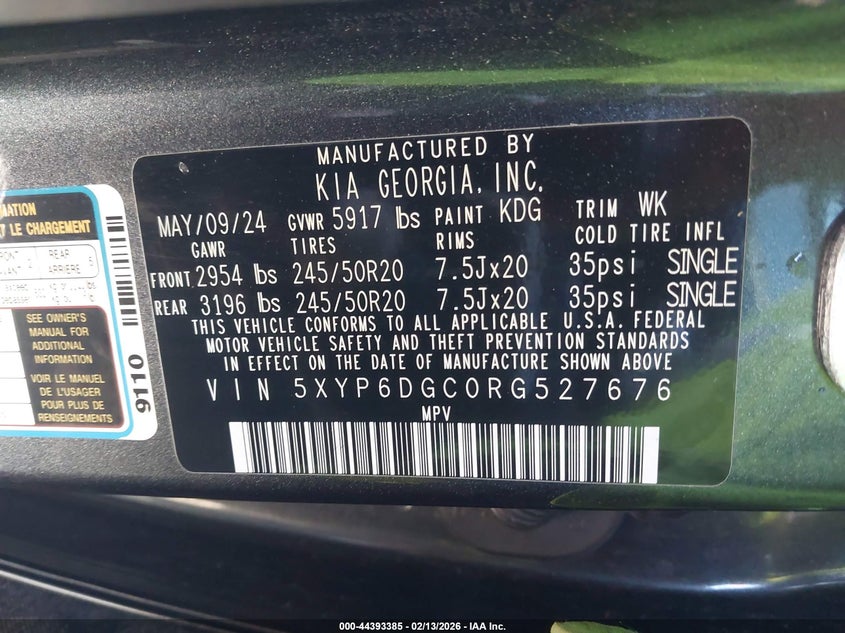 MANUFACTURED BY
KIA GEORGIA, INC.
MAY/09/24 GVWR 5917 lbs PAINT KDG TRIM WK
GAWR TIRES RIMS COLD TIRE INFL
FRONT 2954 lbs 245/50R20 7.5Jx20 35psi SINGLE
REAR 3196 lbs 245/50R20 7.5Jx20 35psi SINGLE
THIS VEHICLE CONFORMS TO ALL APPLICABLE U.S.A. FEDERAL
MOTOR VEHICLE SAFETY AND THEFT PREVENTION STANDARDS
IN EFFECT ON THE DATE OF MANUFACTURE SHOWN ABOVE
VIN 5XYP6DGC0RG527676
MPV
LE CHARGEMENT
REAR
ARRIERE
SEE OWNER'S
MANUAL FOR
ADDITIONAL
INFORMATION
VOIR LE MANUEL
DE L'USAGER
POUR PLUS DE
RENSEIGNEMENTS
9110
000-44393385 - 02/13/2026 - IAA Inc.